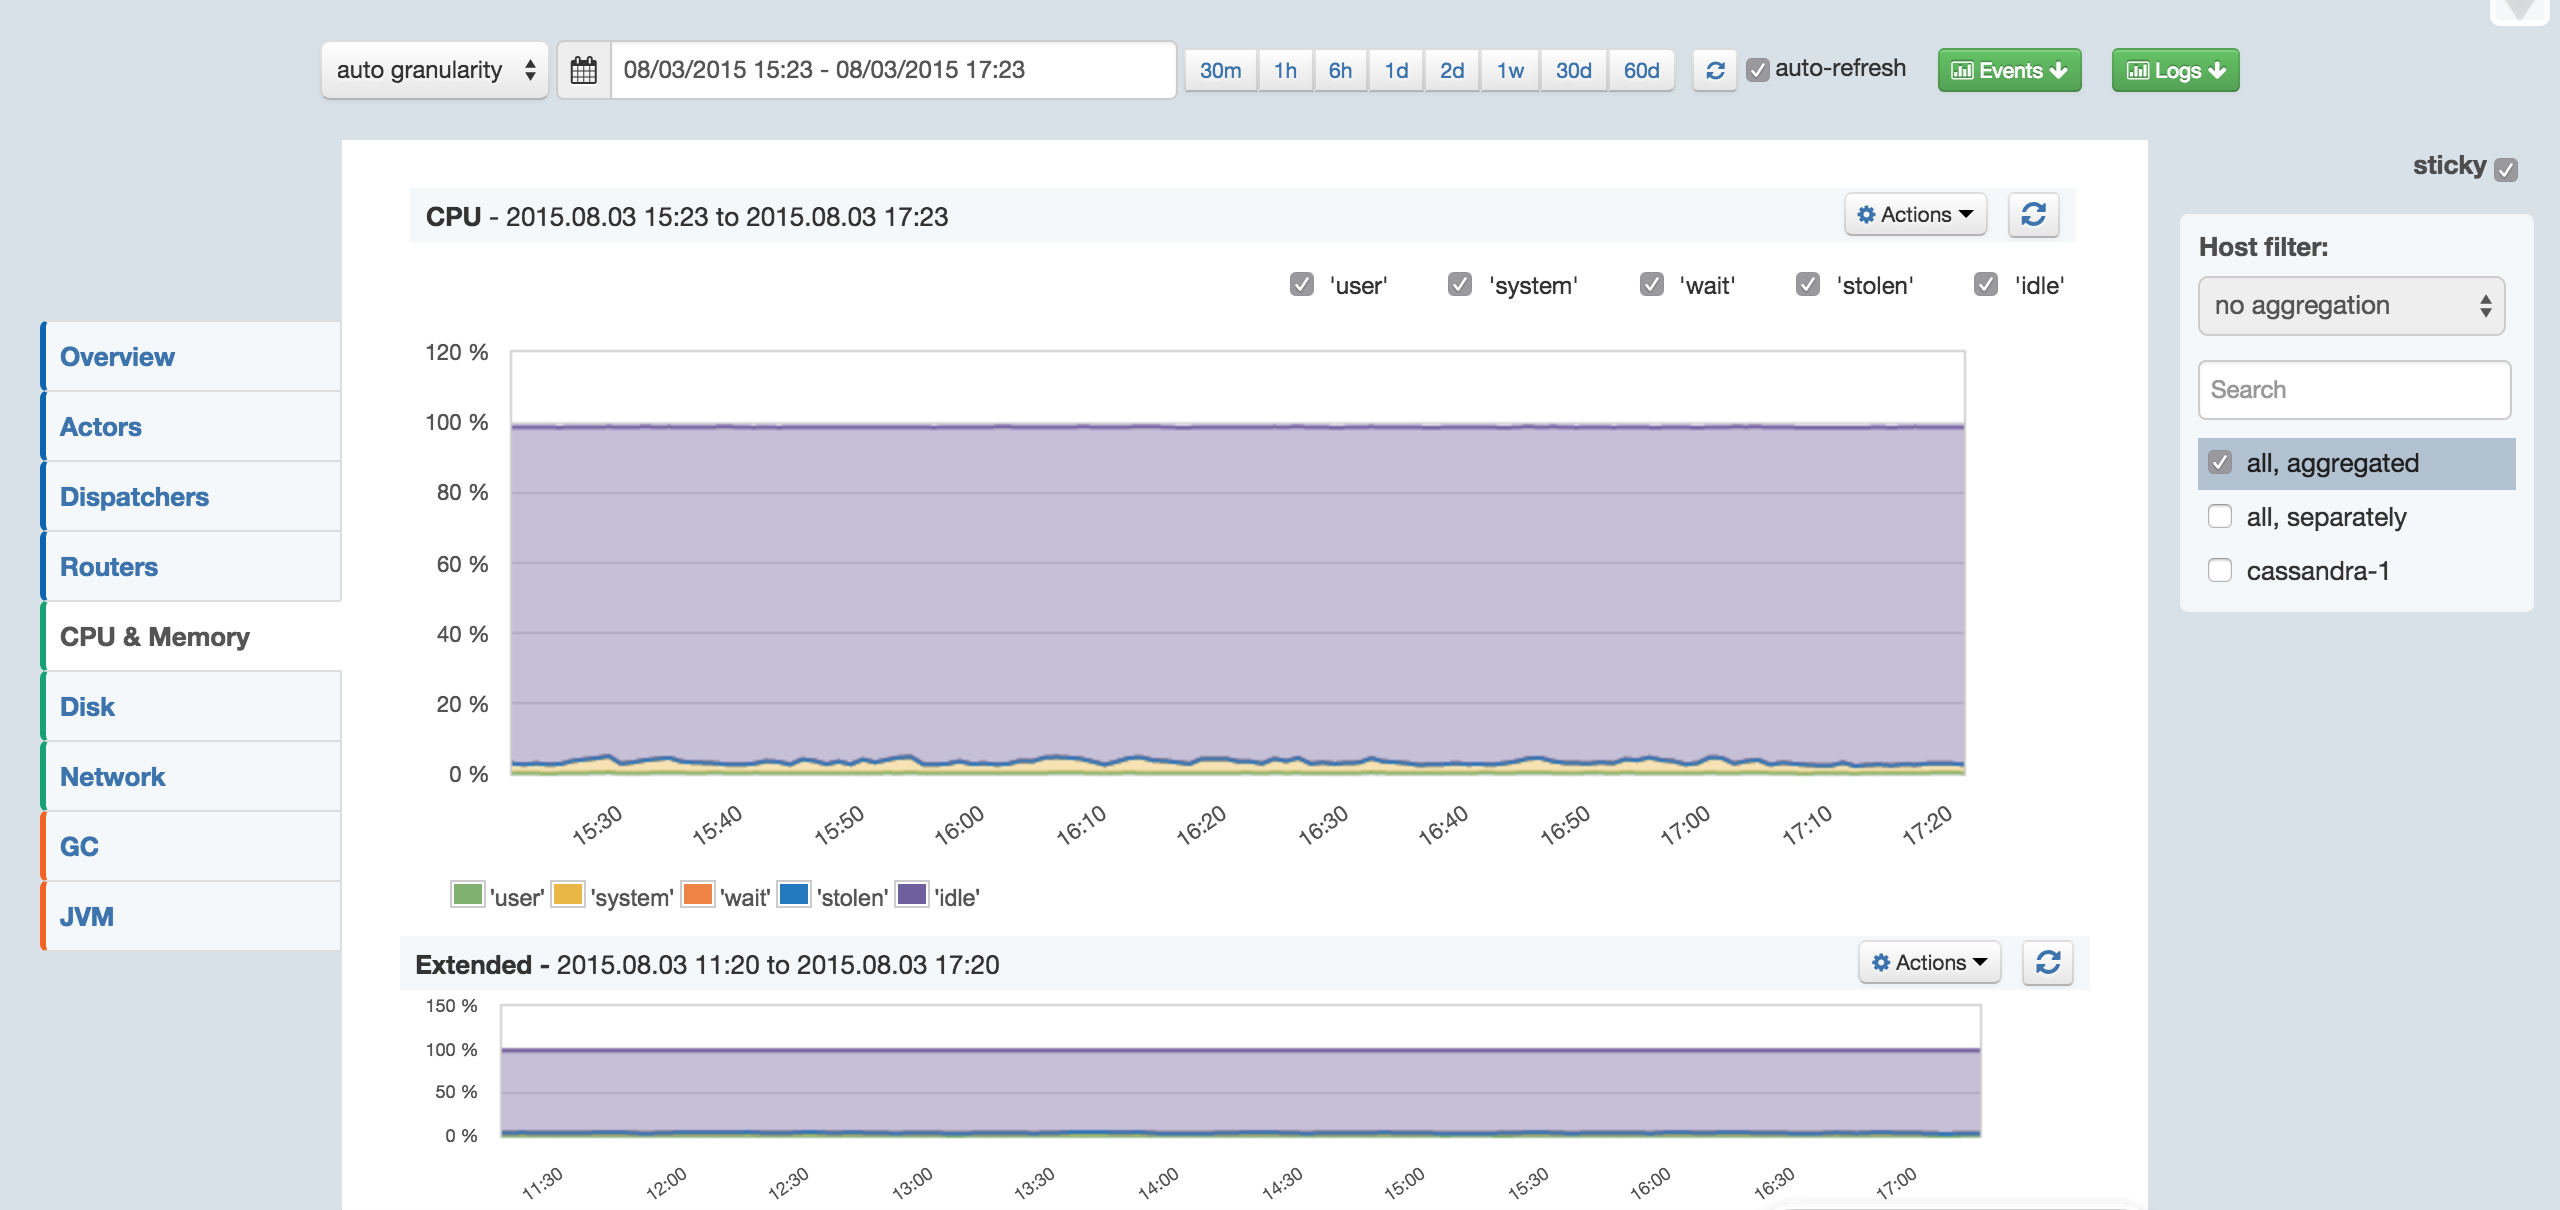 auto granularity 08/03/2015 15:23 - 08/03/2015 17:23 30m 1h 6h 1d 2d 1w 30d 60d auto-refresh Events Logs
sticky
CPU - 2015.08.03 15:23 to 2015.08.03 17:23 Actions
'user' 'system' 'wait' 'stolen' 'idle'
Host filter:
no aggregation
Search
all, aggregated
all, separately
cassandra-1
Overview
Actors
Dispatchers
Routers
CPU & Memory
Disk
Network
GC
JVM
120 %
100 %
80 %
60 %
40 %
20 %
0 %
15:30 15:40 15:50 16:00 16:10 16:20 16:30 16:40 16:50 17:00 17:10 17:20
'user' 'system' 'wait' 'stolen' 'idle'
Extended - 2015.08.03 11:20 to 2015.08.03 17:20 Actions
150 %
100 %
50 %
0 %
11:30 12:00 12:30 13:00 13:30 14:00 14:30 15:00 15:30 16:00 16:30 17:00